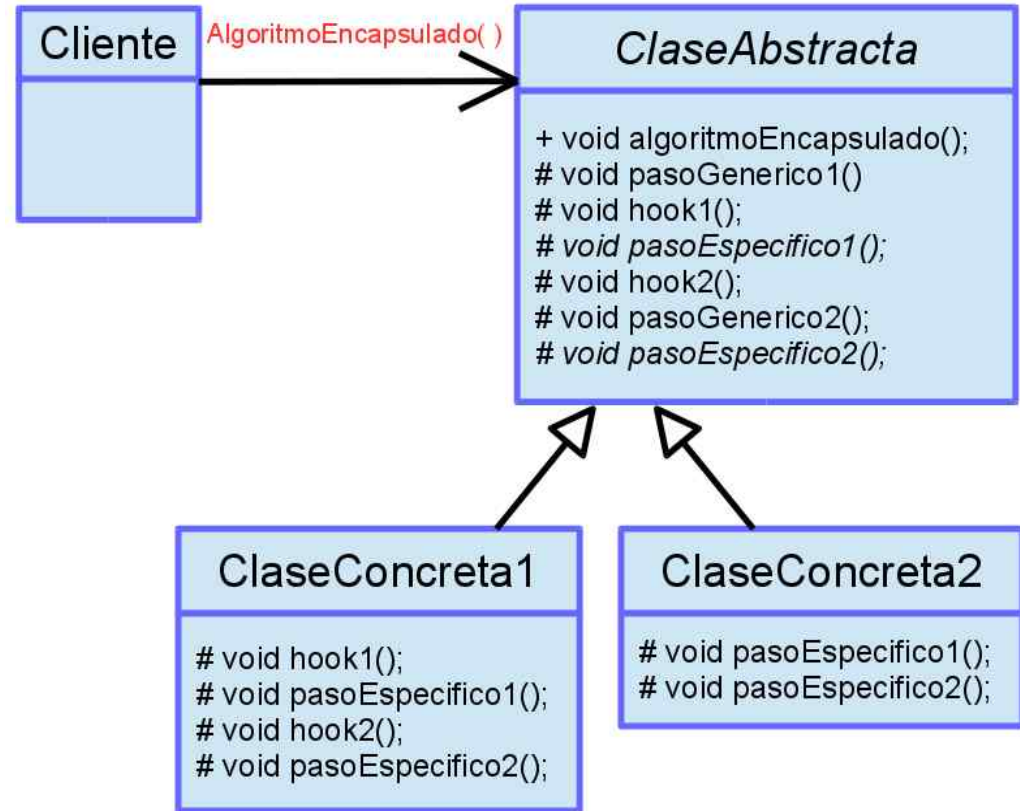 Cliente
AlgoritmoEncapsulado( )
ClaseAbstracta
+ void algoritmoEncapsulado();
# void pasoGenerico1()
# void hook1();
# void pasoEspecifico1();
# void hook2();
# void pasoGenerico2();
# void pasoEspecifico2();
ClaseConcreta1
# void hook1();
# void pasoEspecifico1();
# void hook2();
# void pasoEspecifico2();
ClaseConcreta2
# void pasoEspecifico1();
# void pasoEspecifico2();